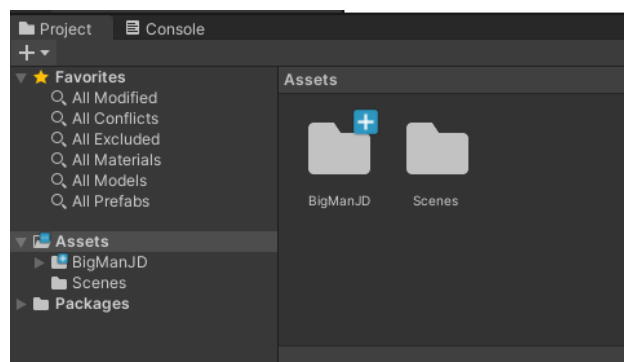 Project Console
Favorites
All Modified
All Conflicts
All Excluded
All Materials
All Models
All Prefabs
Assets
BigManJD
Scenes
Packages
Assets
BigManJD Scenes